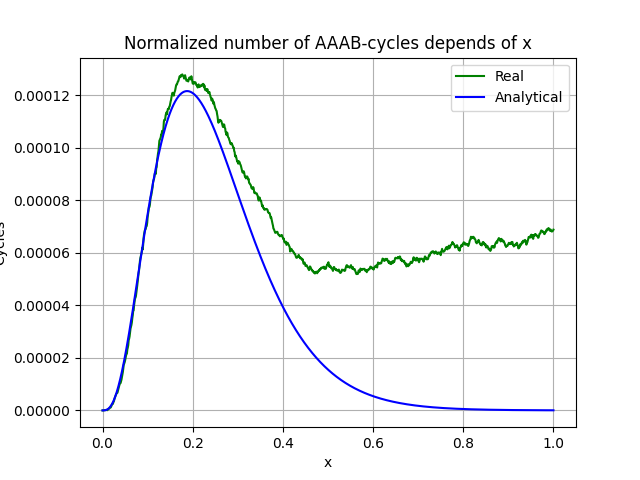 Normalized number of AAAB-cycles depends of x
Real
Analytical
0.00012
0.00010
0.00008
0.00006
0.00004
0.00002
0.00000
0.0 0.2 0.4 0.6 0.8 1.0
x